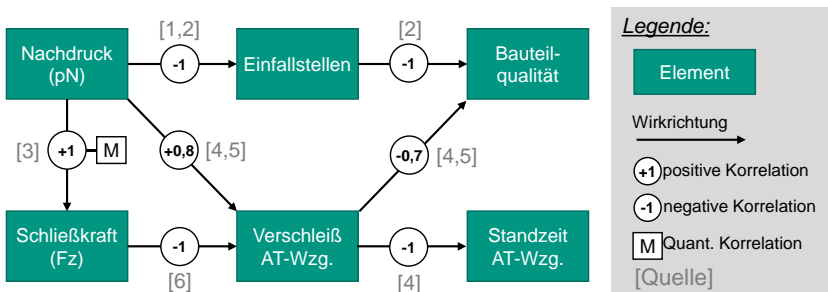 [1,2]
[2]
Nachdruck
(pN)
-1
Einfallstellen
-1
Bauteil-
qualität
[3]
+1
M
+0,8
[4,5]
-0,7
[4,5]
Schließkraft
(Fz)
-1
[6]
Verschleiß
AT-Wzg.
-1
[4]
Standzeit
AT-Wzg.
Legende:
Element
Wirkrichtung
+1 positive Korrelation
-1 negative Korrelation
M Quant. Korrelation
[Quelle]